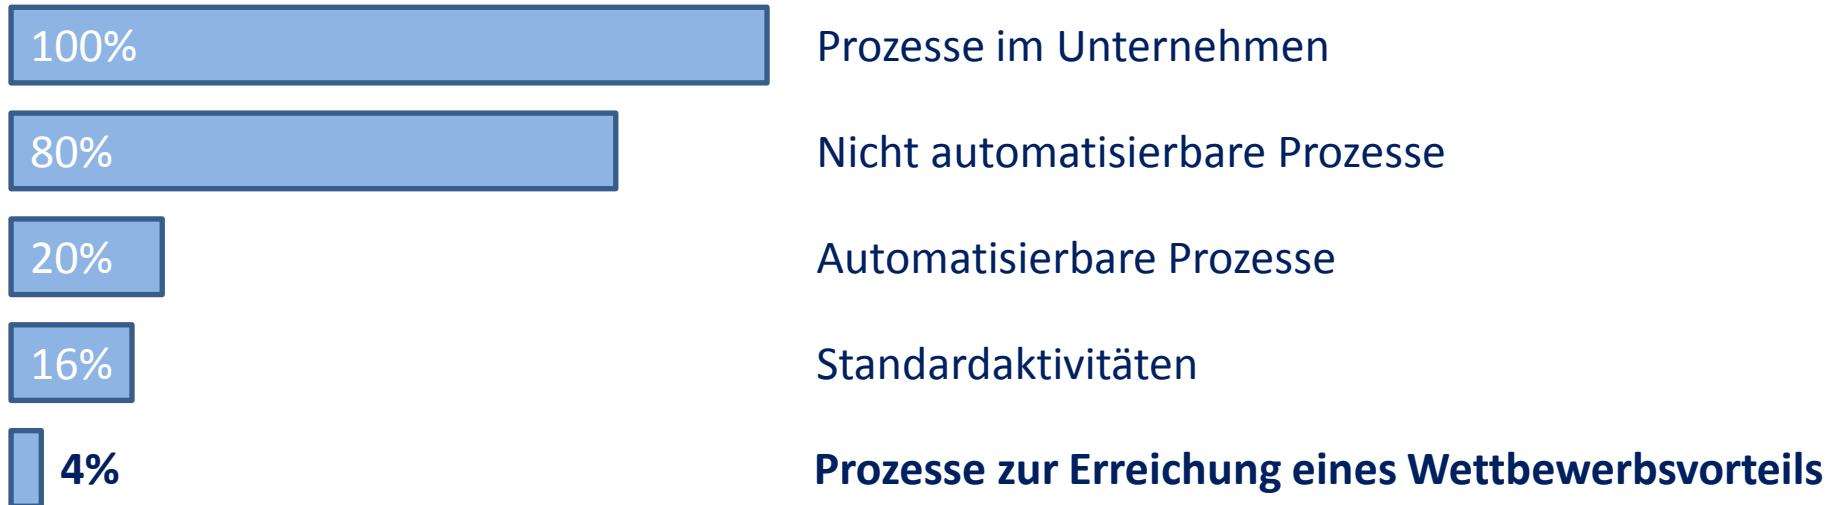 100% Prozesse im Unternehmen
80% Nicht automatisierbare Prozesse
20% Automatisierbare Prozesse
16% Standardaktivitäten
4% Prozesse zur Erreichung eines Wettbewerbsvorteils